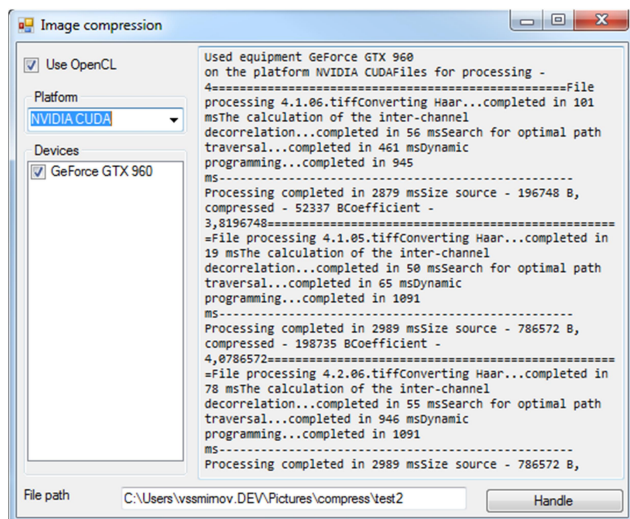 Image compression
Use OpenCL
Platform
NVIDIA CUDA
Devices
GeForce GTX 960
Used equipment GeForce GTX 960
on the platform NVIDIA CUDAFiles for processing -
4==============================================File
processing 4.1.06.tiffConverting Haar...completed in 101
msThe calculation of the inter-channel
decorrelation...completed in 56 msSearch for optimal path
traversal...completed in 461 msDynamic
programming...completed in 945
ms----------------------------------------------
Processing completed in 2879 msSize source - 196748 B,
compressed - 52337 BCoefficient -
3,8196748=============================================
=File processing 4.1.05.tiffConverting Haar...completed in
19 msThe calculation of the inter-channel
decorrelation...completed in 50 msSearch for optimal path
traversal...completed in 65 msDynamic
programming...completed in 1091
ms----------------------------------------------
Processing completed in 2989 msSize source - 786572 B,
compressed - 198735 BCoefficient -
4,0786572=============================================
=File processing 4.2.06.tiffConverting Haar...completed in
78 msThe calculation of the inter-channel
decorrelation...completed in 55 msSearch for optimal path
traversal...completed in 946 msDynamic
programming...completed in 1091
ms----------------------------------------------
Processing completed in 2989 msSize source - 786572 B,
File path
C:\Users\vssmirnov.DEV\Pictures\compress\test2
Handle